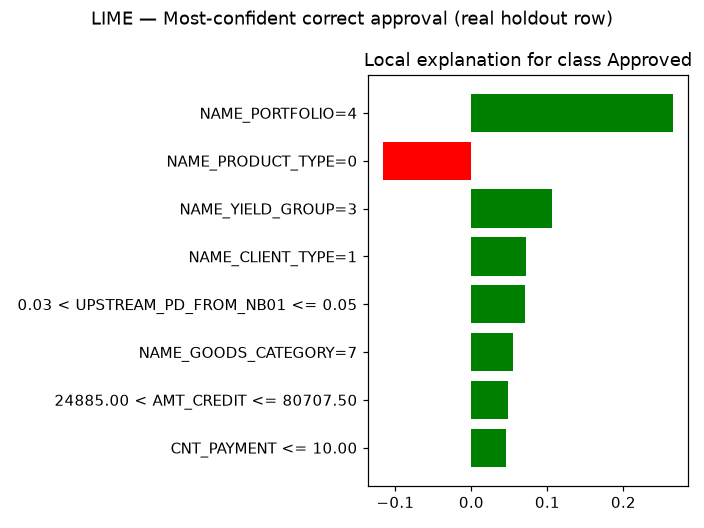 LIME — Most-confident correct approval (real holdout row)
Local explanation for class Approved
NAME_PORTFOLIO=4
NAME_PRODUCT_TYPE=0
NAME_YIELD_GROUP=3
NAME_CLIENT_TYPE=1
0.03 < UPSTREAM_PD_FROM_NB01 <= 0.05
NAME_GOODS_CATEGORY=7
24885.00 < AMT_CREDIT <= 80707.50
CNT_PAYMENT <= 10.00
−0.1 0.0 0.1 0.2